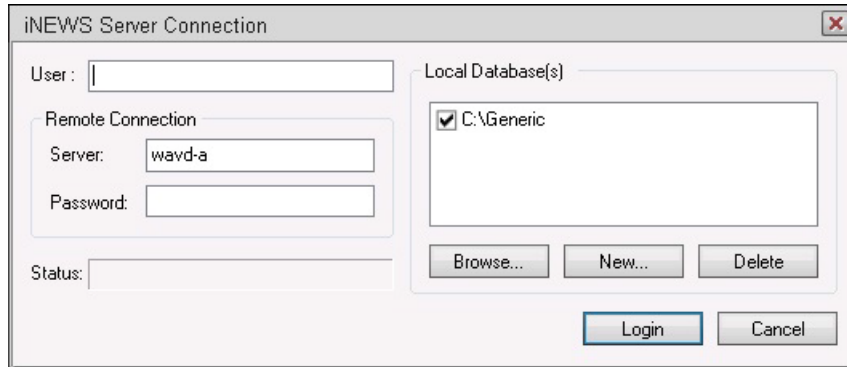 iNEWS Server Connection
User :
Remote Connection
Server: wavd-a
Password:
Status:
Local Database(s)
C:\Generic
Browse... New... Delete
Login Cancel